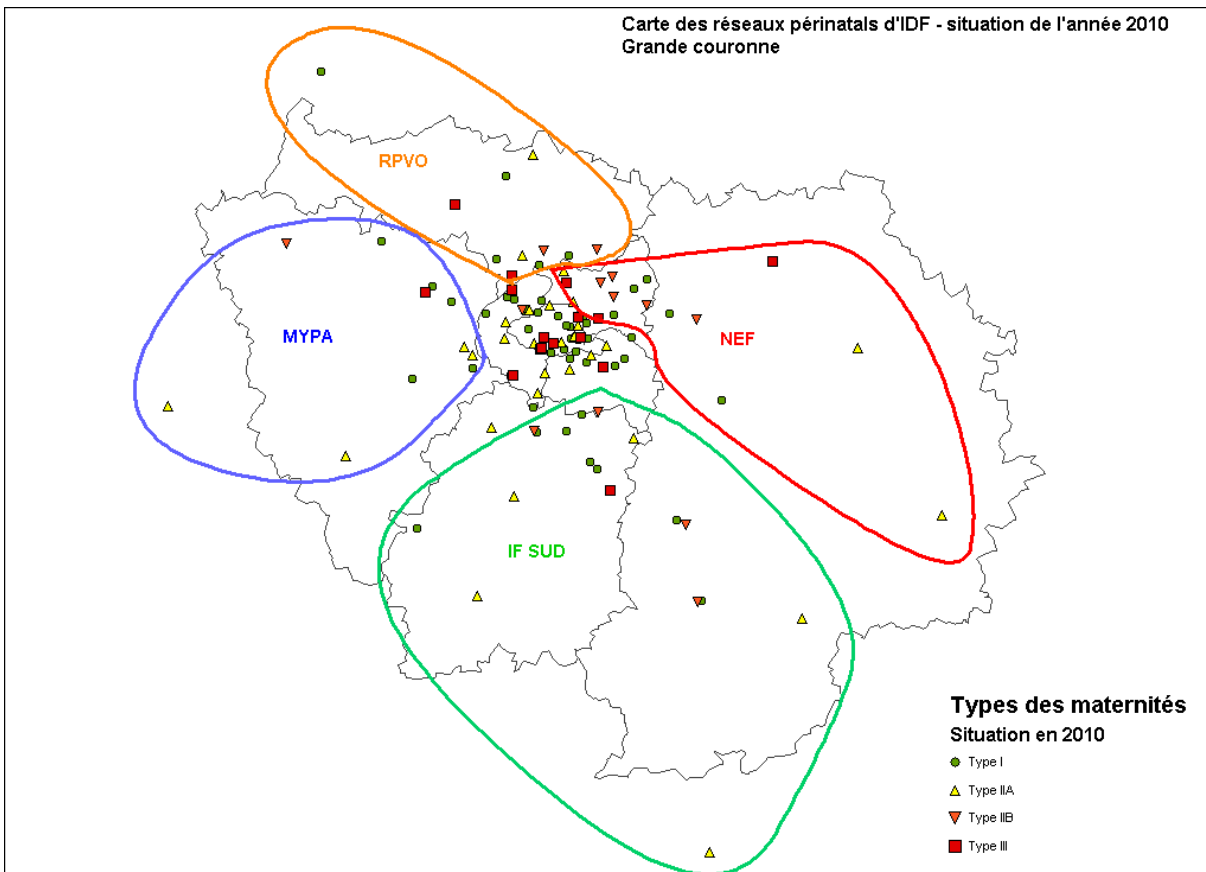 Carte des réseaux périnatals d'IDF - situation de l'année 2010
Grande couronne
RPVO
MYPA
NEF
IF SUD
Types des maternités
Situation en 2010
Type I
Type IIA
Type IIB
Type III